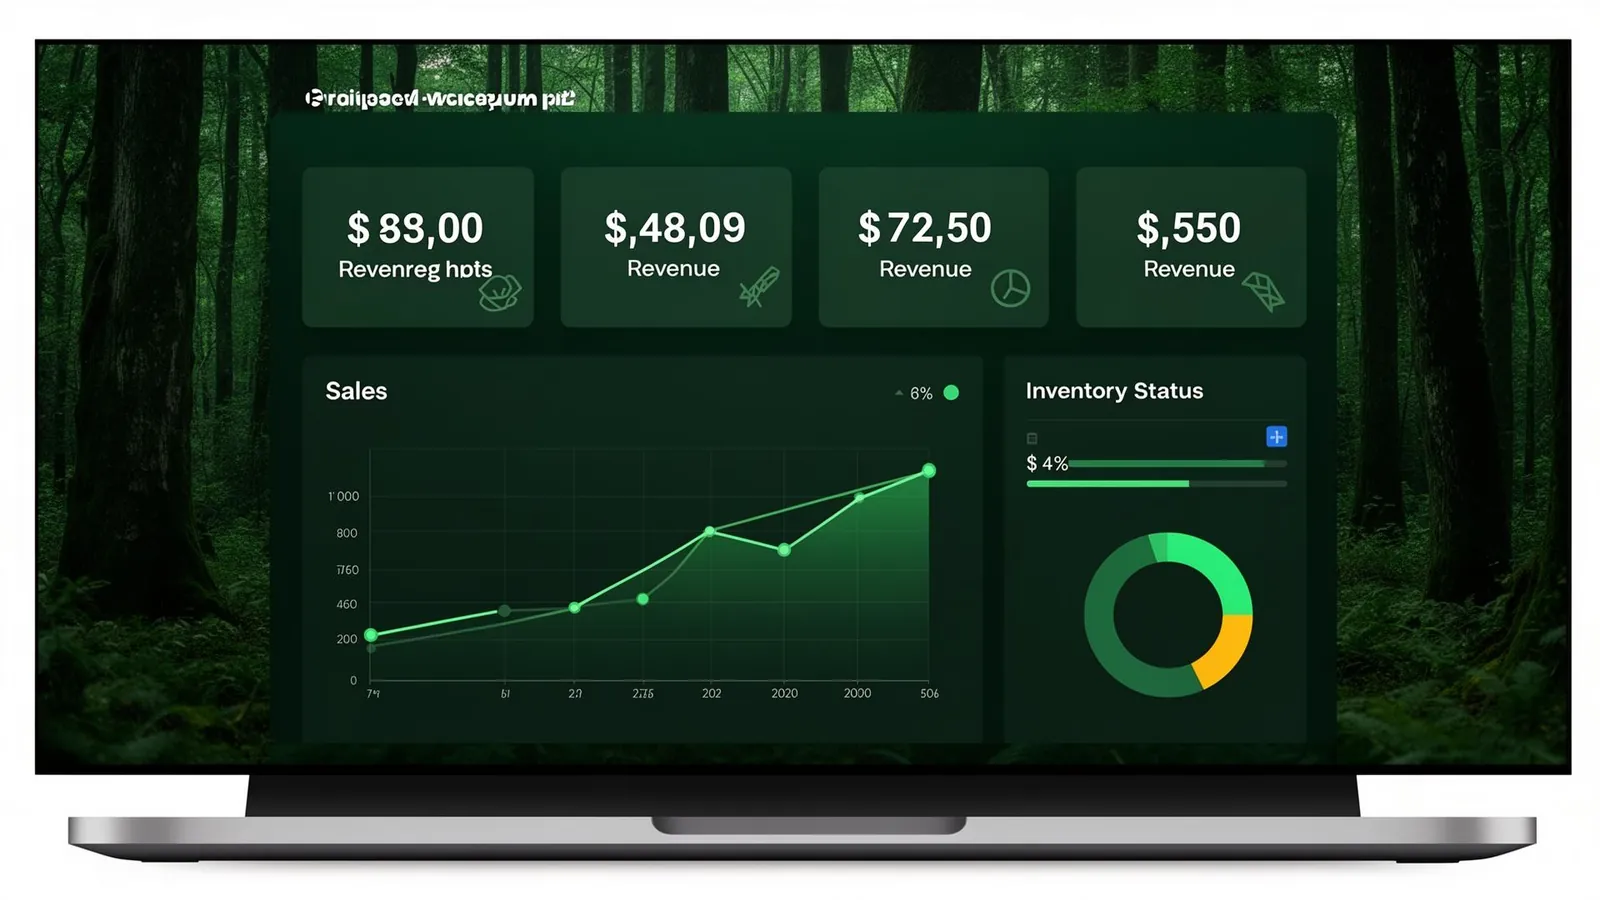 $ 83,00
Revenreg hpts
$,48,09
Revenue
$72,50
Revenue
$,550
Revenue
Sales
6%
Inventory Status
$ 4%
1'000
800
460
200
0
202
2020
2000
506